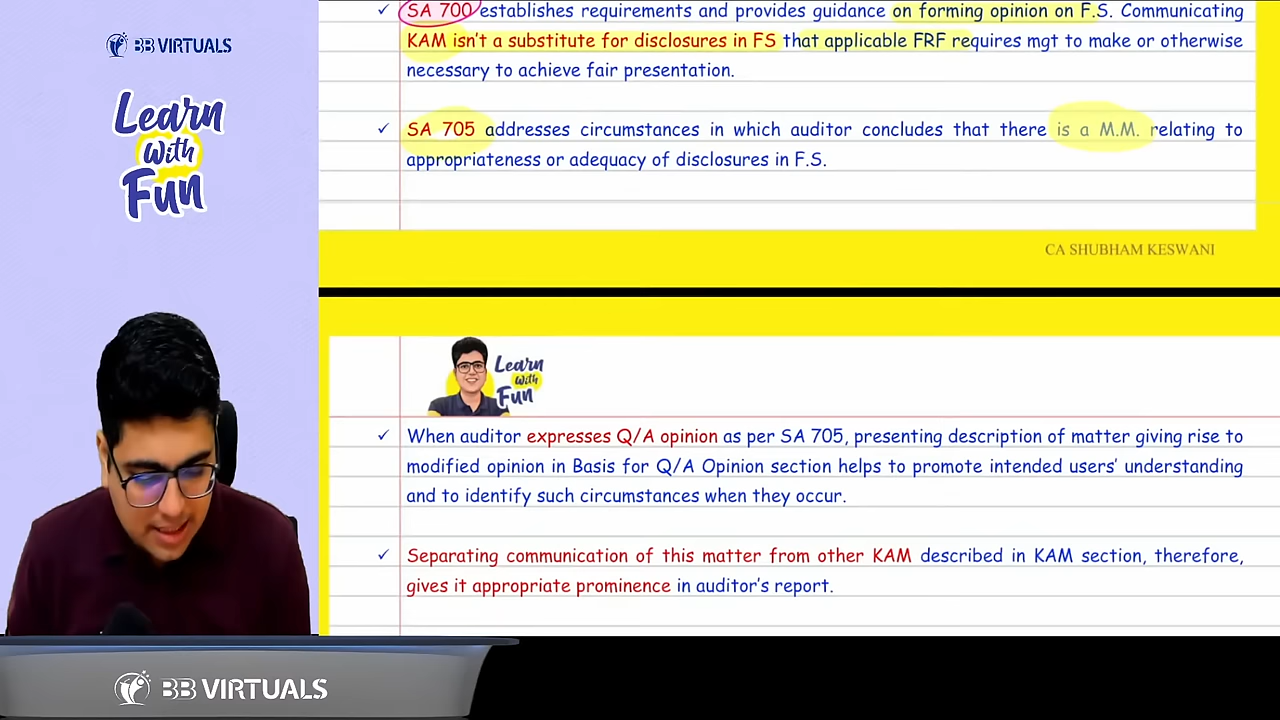 BB VIRTUALS
Learn
With
Fun
✓ SA 700 establishes requirements and provides guidance on forming opinion on F.S. Communicating
KAM isn't a substitute for disclosures in FS that applicable FRF requires mgt to make or otherwise
necessary to achieve fair presentation.
✓ SA 705 addresses circumstances in which auditor concludes that there is a M.M. relating to
appropriateness or adequacy of disclosures in F.S.
CA SHUBHAM KESWANI
Learn
With
Fun
✓ When auditor expresses Q/A opinion as per SA 705, presenting description of matter giving rise to
modified opinion in Basis for Q/A Opinion section helps to promote intended users' understanding
and to identify such circumstances when they occur.
✓ Separating communication of this matter from other KAM described in KAM section, therefore,
gives it appropriate prominence in auditor's report.
BB VIRTUALS